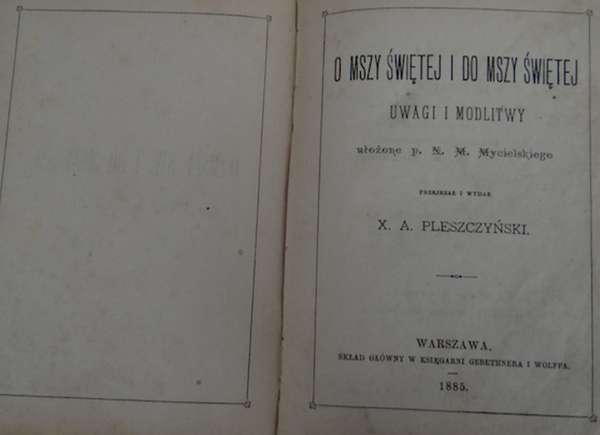 O MSZY ŚWIĘTEJ I DO MSZY ŚWIĘTEJ
UWAGI I MODLITWY
ułożone p. X. M. Mycielskiego
PRZEJRZAŁ I WYDAŁ
X. A. PLESZCZYŃSKI.
WARSZAWA.
SKŁAD GŁÓWNY W KSIĘGARNI GEBETHNERA I WOLFFA.
1885.